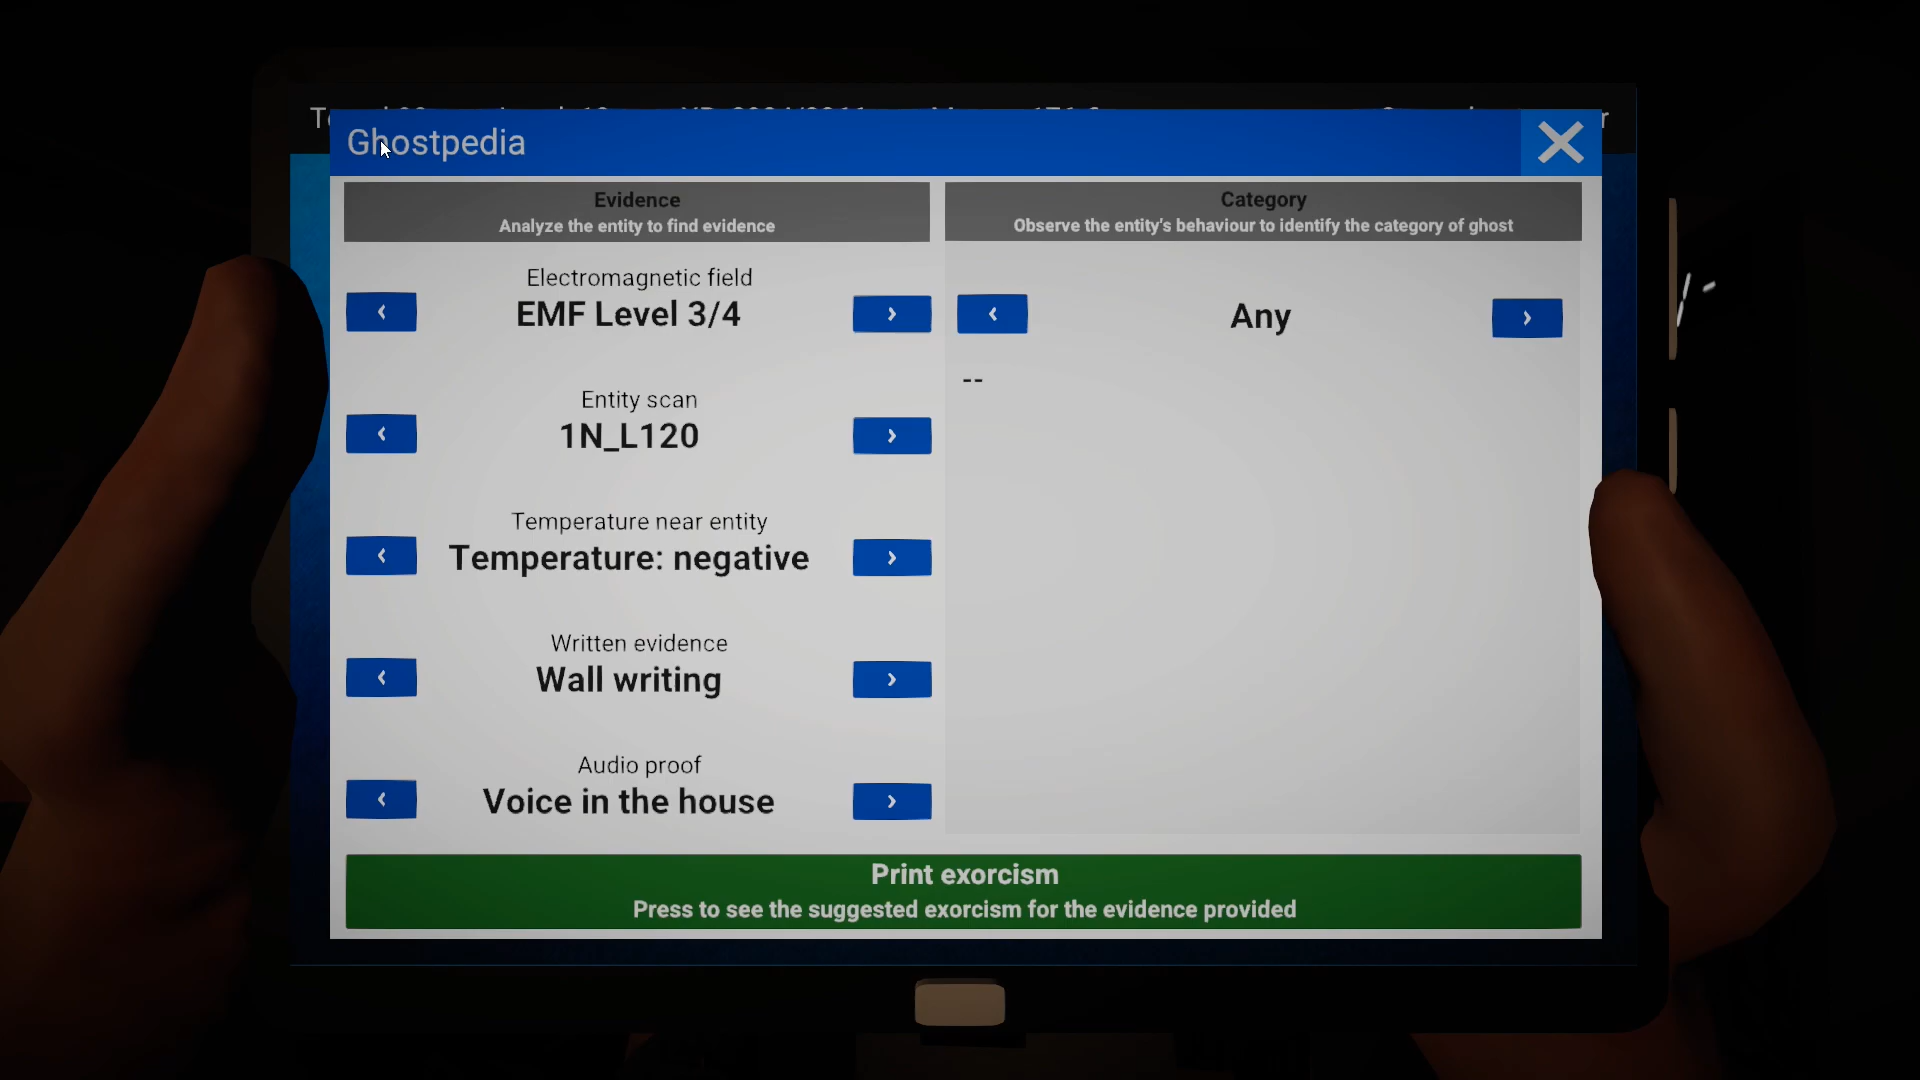 Ghostpedia
Evidence
Analyze the entity to find evidence
Category
Observe the entity's behaviour to identify the category of ghost
Electromagnetic field
EMF Level 3/4
Any
--
Entity scan
1N_L120
Temperature near entity
Temperature: negative
Written evidence
Wall writing
Audio proof
Voice in the house
Print exorcism
Press to see the suggested exorcism for the evidence provided